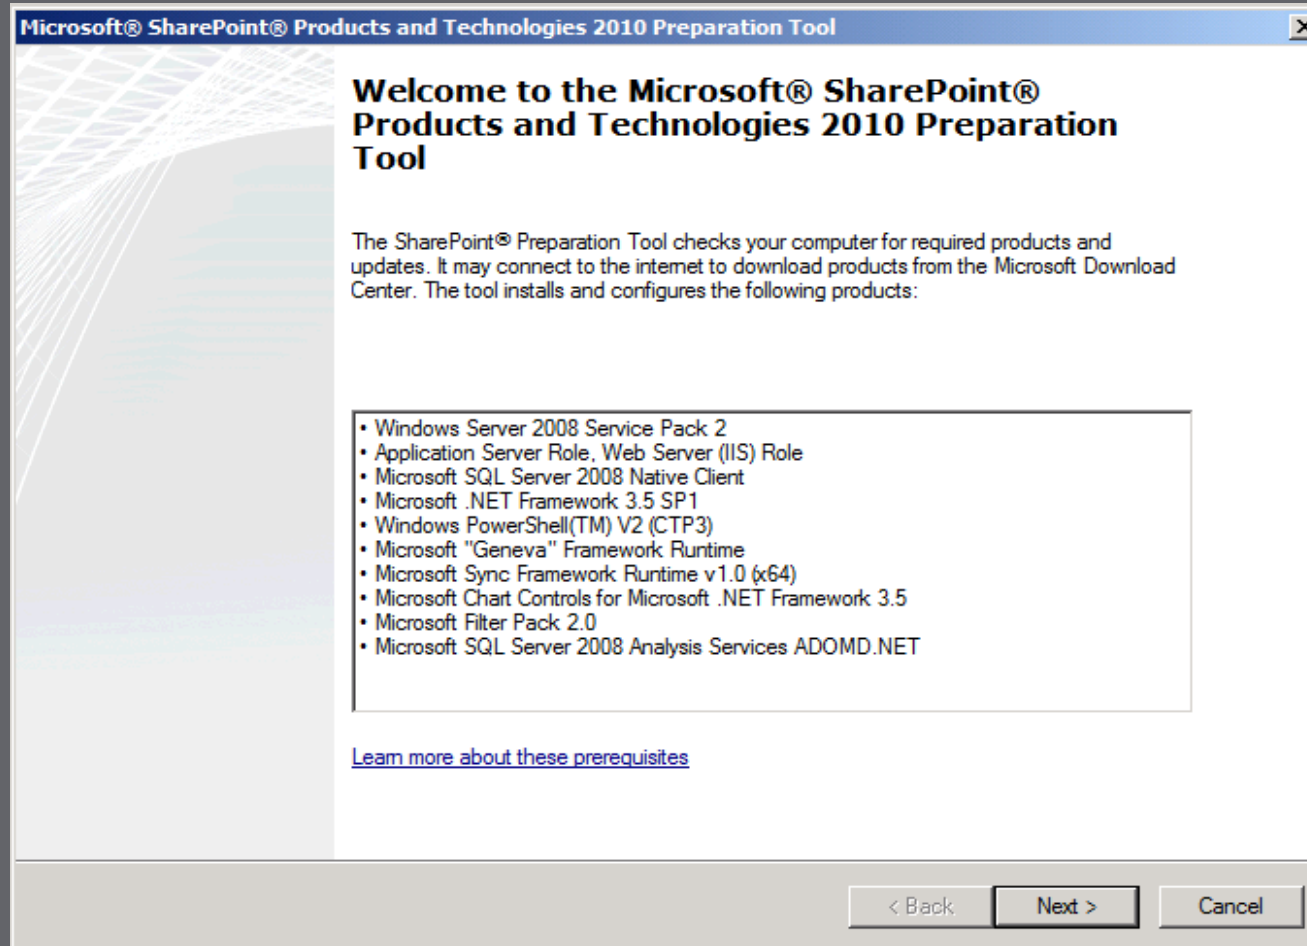 Microsoft® SharePoint® Products and Technologies 2010 Preparation Tool
Welcome to the Microsoft® SharePoint®
Products and Technologies 2010 Preparation
Tool
The SharePoint® Preparation Tool checks your computer for required products and
updates. It may connect to the internet to download products from the Microsoft Download
Center. The tool installs and configures the following products:
• Windows Server 2008 Service Pack 2
• Application Server Role, Web Server (IIS) Role
• Microsoft SQL Server 2008 Native Client
• Microsoft .NET Framework 3.5 SP1
• Windows PowerShell(TM) V2 (CTP3)
• Microsoft "Geneva" Framework Runtime
• Microsoft Sync Framework Runtime v1.0 (x64)
• Microsoft Chart Controls for Microsoft .NET Framework 3.5
• Microsoft Filter Pack 2.0
• Microsoft SQL Server 2008 Analysis Services ADOMD.NET
Learn more about these prerequisites
< Back Next > Cancel